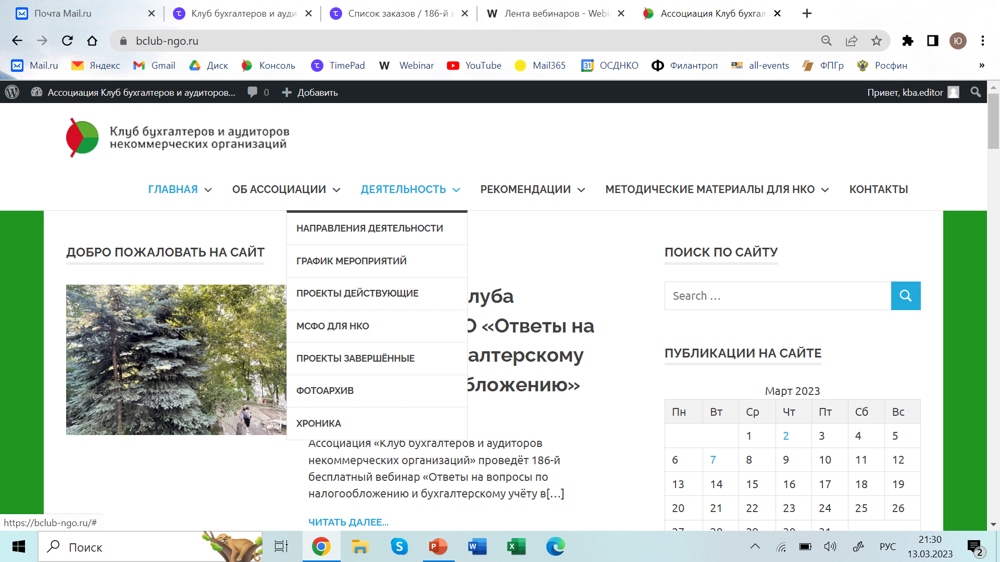 Почта Mail.ru
Клуб бухгалтеров и ауди
Список заказов / 186-й в
Лента вебинаров - Webi
Ассоциация Клуб бухгал
bclub-ngo.ru
Ю
Mail.ru
Яндекс
Gmail
Диск
Консоль
TimePad
Webinar
YouTube
Mail365
31
ОСДНКО
Филантроп
all-events
ФПГр
Росфин
»
Ассоциация Клуб бухгалтеров и аудиторов...
0
Добавить
Привет, kba.editor
Клуб бухгалтеров и аудиторов
некоммерческих организаций
ГЛАВНАЯ
ОБ АССОЦИАЦИИ
ДЕЯТЕЛЬНОСТЬ
РЕКОМЕНДАЦИИ
МЕТОДИЧЕСКИЕ МАТЕРИАЛЫ ДЛЯ НКО
КОНТАКТЫ
НАПРАВЛЕНИЯ ДЕЯТЕЛЬНОСТИ
ГРАФИК МЕРОПРИЯТИЙ
ПРОЕКТЫ ДЕЙСТВУЮЩИЕ
МСФО ДЛЯ НКО
ПРОЕКТЫ ЗАВЕРШЁННЫЕ
ФОТОАРХИВ
ХРОНИКА
ДОБРО ПОЖАЛОВАТЬ НА САЙТ
луба
О «Ответы на
алтерскому
бложению»
Ассоциация «Клуб бухгалтеров и аудиторов
некоммерческих организаций» проведёт 186-й
бесплатный вебинар «Ответы на вопросы по
налогообложению и бухгалтерскому учёту в[…]
ЧИТАТЬ ДАЛЕЕ...
ПОИСК ПО САЙТУ
Search …
ПУБЛИКАЦИИ НА САЙТЕ
Март 2023
Пн Вт Ср Чт Пт Сб Вс
1 2 3 4 5
6 7 8 9 10 11 12
13 14 15 16 17 18 19
20 21 22 23 24 25 26
27 28 29 30 31
https://bclub-ngo.ru/#
Поиск
РУС
21:30
13.03.2023
2